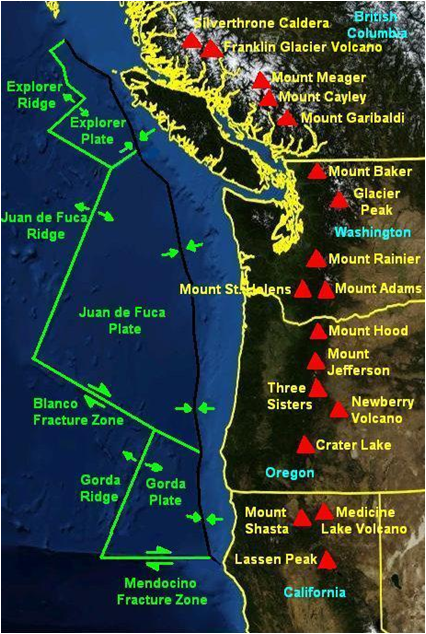 Silverthrone Caldera
British
Columbia
Franklin Glacier Volcano
Mount Meager
Mount Cayley
Mount Garibaldi
Explorer
Ridge
Explorer
Plate
Mount Baker
Glacier
Peak
Washington
Juan de Fuca
Ridge
Mount Rainier
Mount St. Helens
Mount Adams
Juan de Fuca
Plate
Mount Hood
Mount
Jefferson
Three
Sisters
Newberry
Volcano
Blanco
Fracture Zone
Crater Lake
Oregon
Gorda
Ridge
Gorda
Plate
Mount
Shasta
Medicine
Lake Volcano
Lassen Peak
Mendocino
Fracture Zone
California